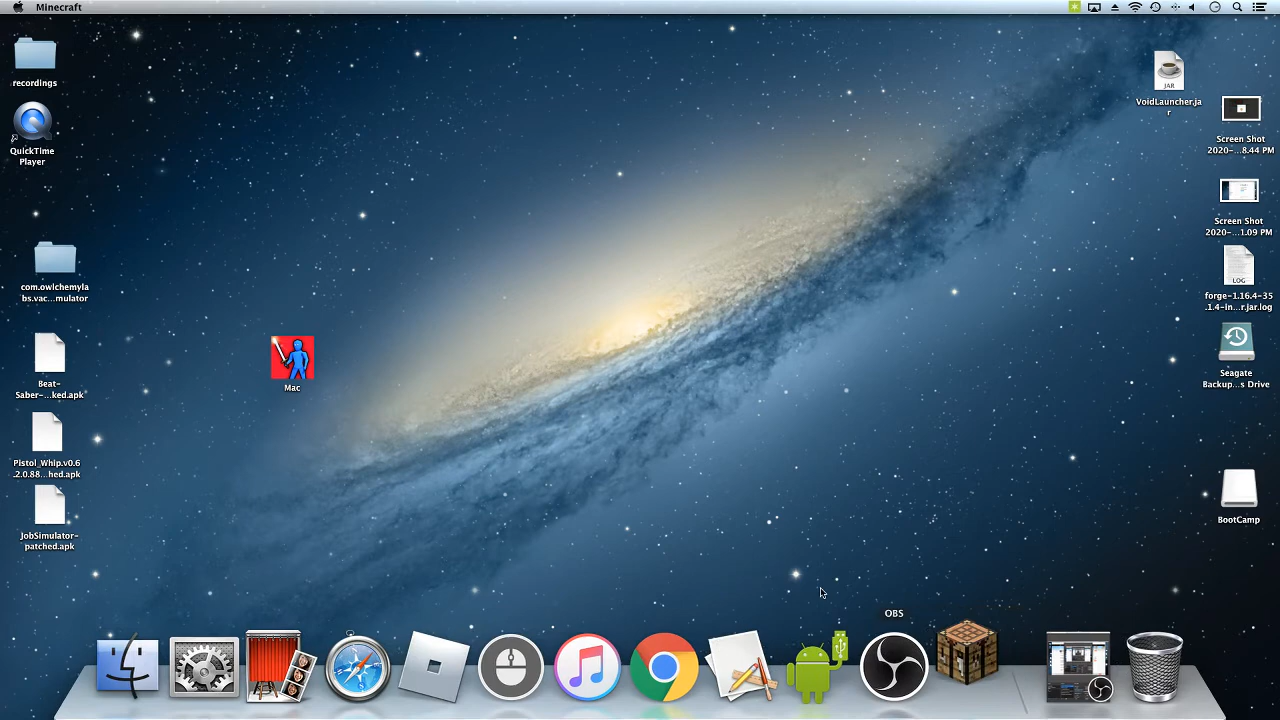 Minecraft
recordings
QuickTime
Player
com.owlchemyla
bs.vac...mulator
Beat-
Saber-...ked.apk
Pistol_Whip.v0.6
.2.0.88...hed.apk
JobSimulator-
patched.apk
Mac
JAR
VoidLauncher.ja
r
Screen Shot
2020-...8.44 PM
Screen Shot
2020-...1.09 PM
LOG
forge-1.16.4-35
.1.4-in...r.jar.log
Seagate
Backup...s Drive
BootCamp
OBS